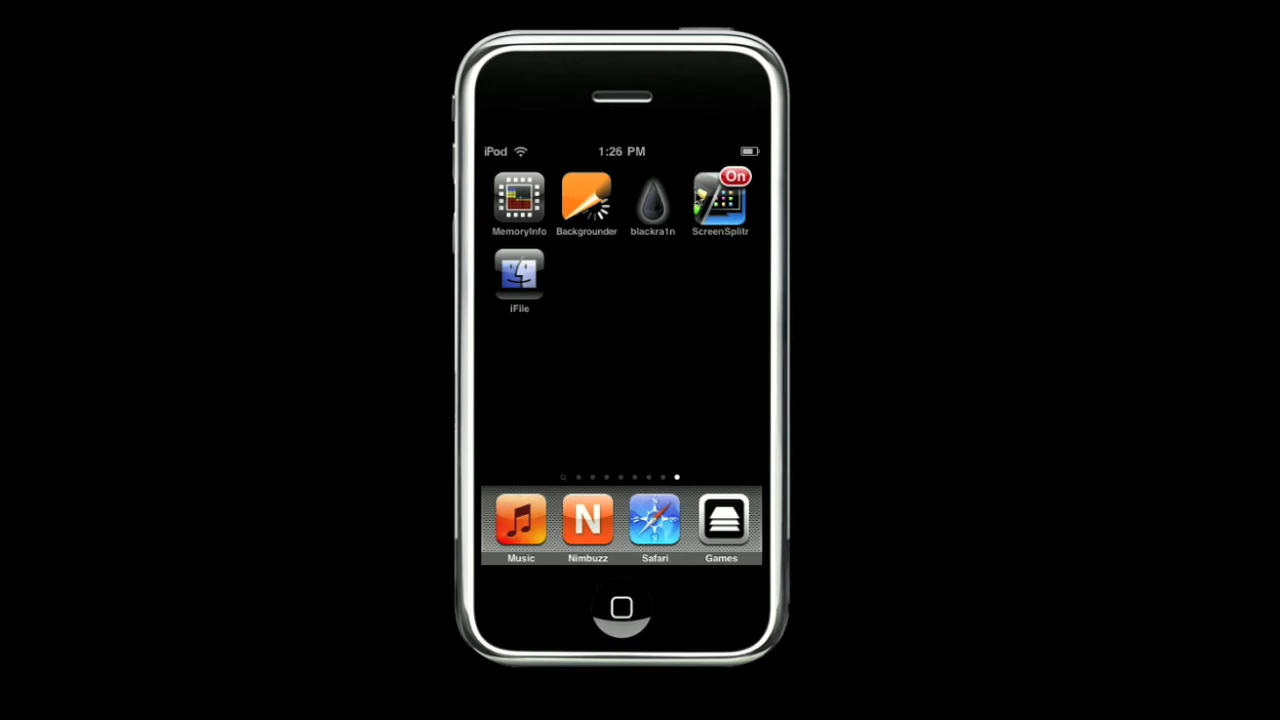 iPod 1:26 PM
On
MemoryInfo Backgrounder blackra1n ScreenSplitr
iFile
N
Music Nimbuzz Safari Games